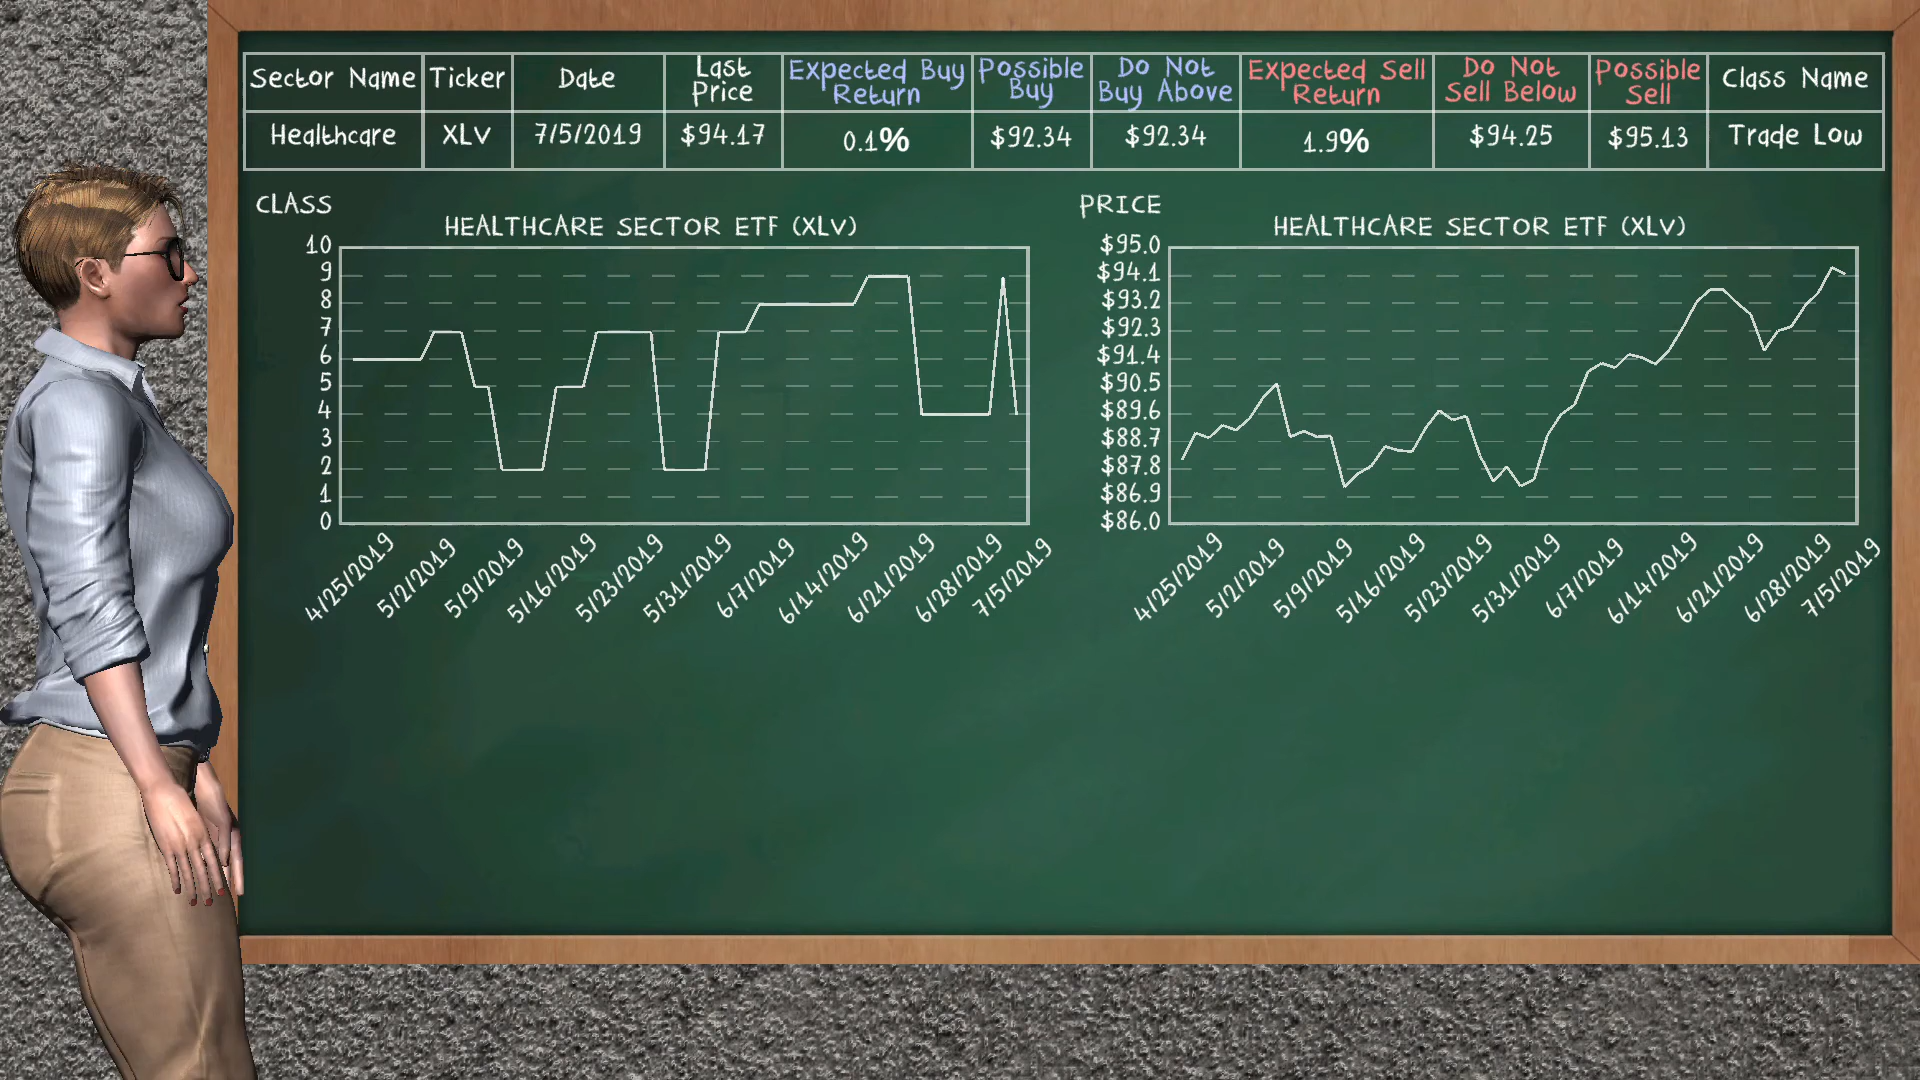 Sector Name Ticker Date Last Price Expected Buy Return Possible Buy Do Not Buy Above Expected Sell Return Do Not Sell Below Possible Sell Class Name
Healthcare XLV 7/5/2019 $94.17 0.1% $92.34 $92.34 1.9% $94.25 $95.13 Trade Low
CLASS
HEALTHCARE SECTOR ETF (XLV)
10
9
8
7
6
5
4
3
2
1
0
4/25/2019 5/2/2019 5/9/2019 5/16/2019 5/23/2019 5/31/2019 6/7/2019 6/14/2019 6/21/2019 6/28/2019 7/5/2019
PRICE
HEALTHCARE SECTOR ETF (XLV)
$95.0
$94.1
$93.2
$92.3
$91.4
$90.5
$89.6
$88.7
$87.8
$86.9
$86.0
4/25/2019 5/2/2019 5/9/2019 5/16/2019 5/23/2019 5/31/2019 6/7/2019 6/14/2019 6/21/2019 6/28/2019 7/5/2019